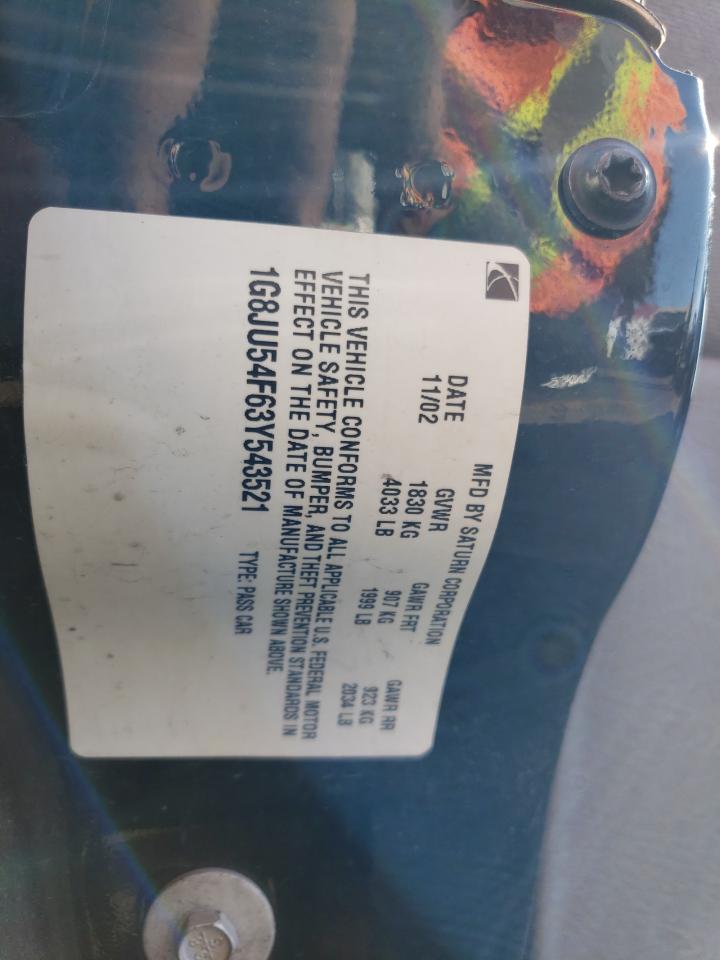 MFD BY SATURN CORPORATION
DATE GVWR GAWR FRT GAWR RR
11/02 1830 KG 907 KG 923 KG
4033 LB 1999 LB 2034 LB
THIS VEHICLE CONFORMS TO ALL APPLICABLE U.S. FEDERAL MOTOR
VEHICLE SAFETY, BUMPER, AND THEFT PREVENTION STANDARDS IN
EFFECT ON THE DATE OF MANUFACTURE SHOWN ABOVE.
1G8JU54F63Y543521 TYPE: PASS CAR